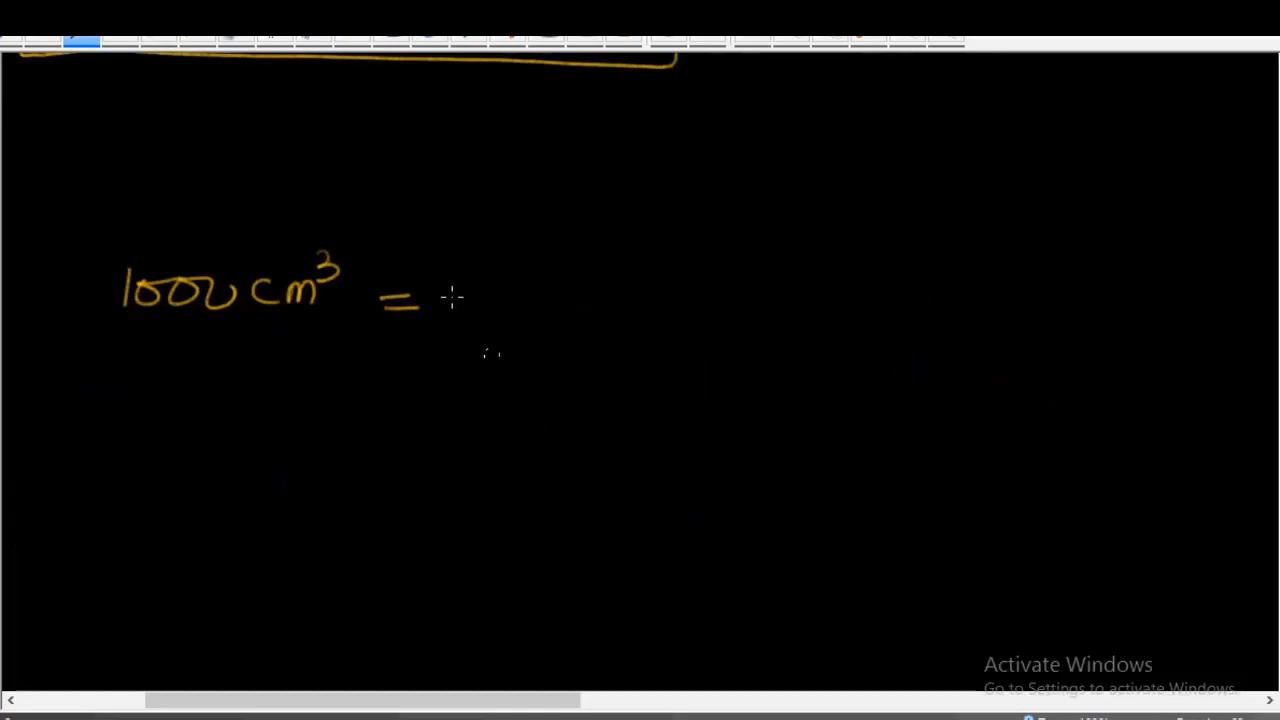 1000 cm³ =
Activate Windows
Go to Settings to activate Windows.